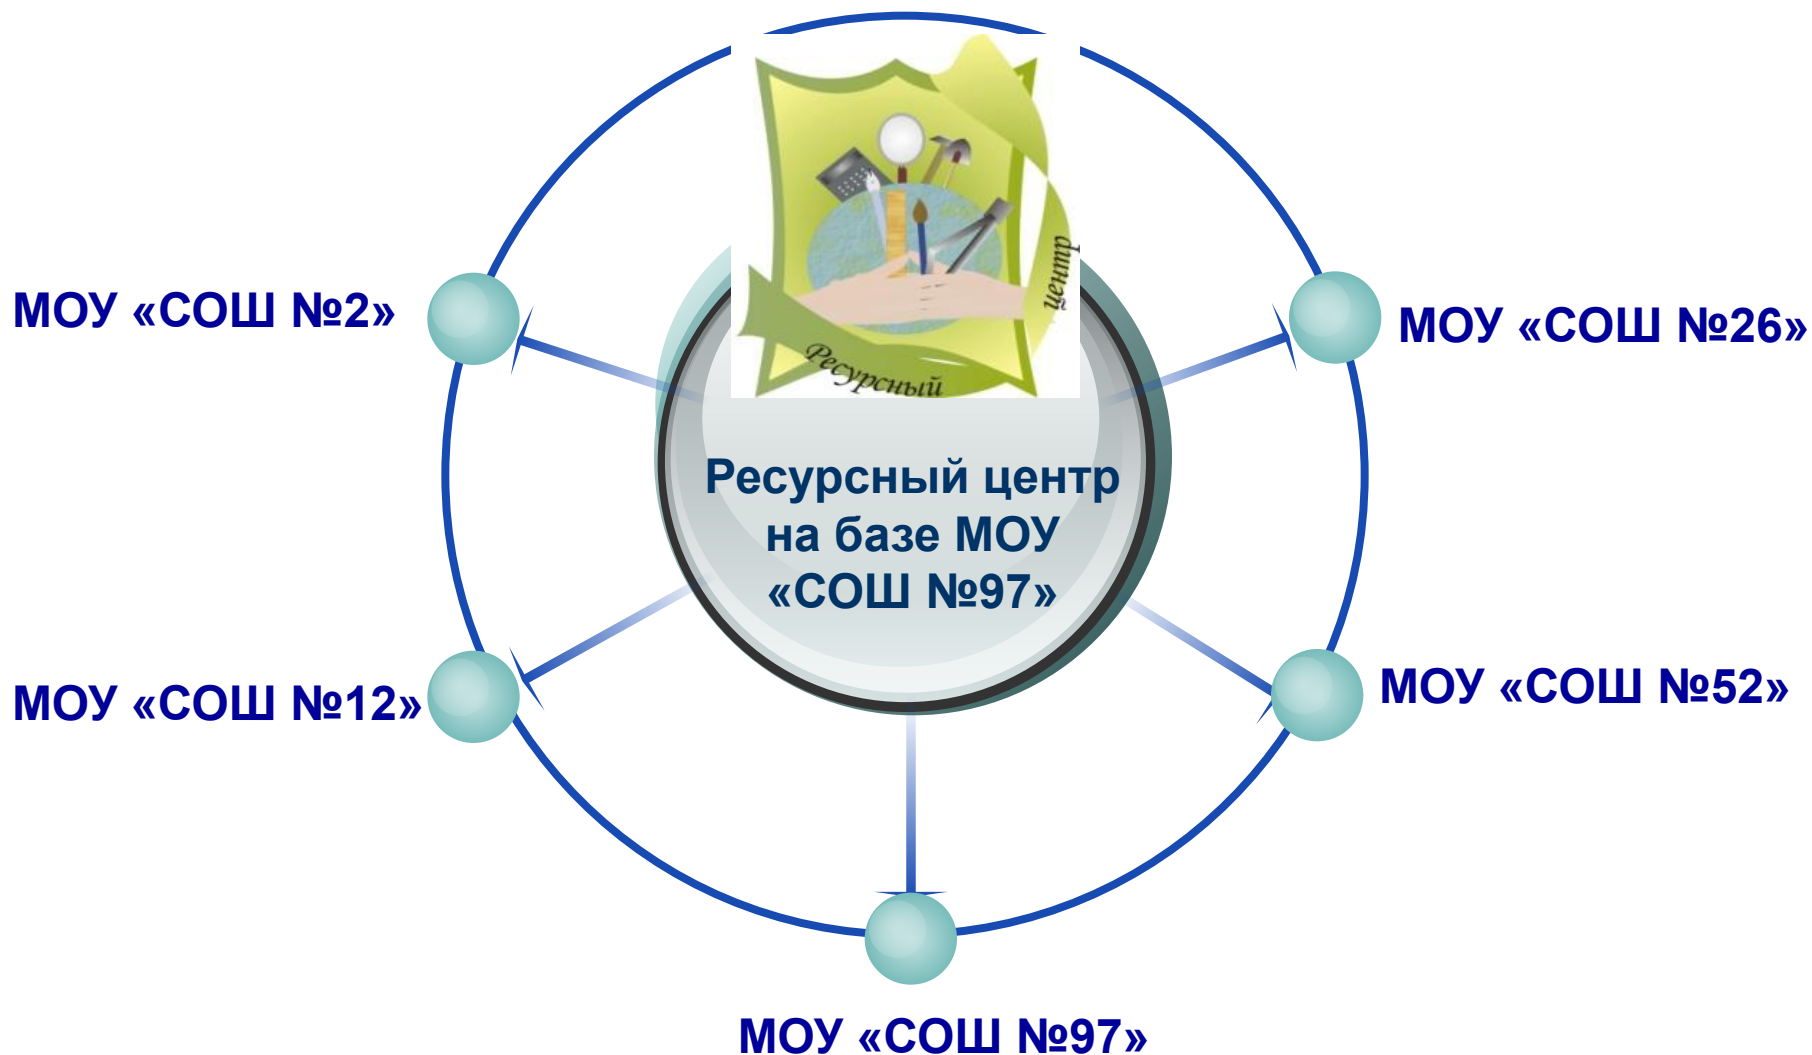 Ресурсный
центр
МОУ «СОШ №2»
МОУ «СОШ №26»
Ресурсный центр
на базе МОУ
«СОШ №97»
МОУ «СОШ №12»
МОУ «СОШ №52»
МОУ «СОШ №97»